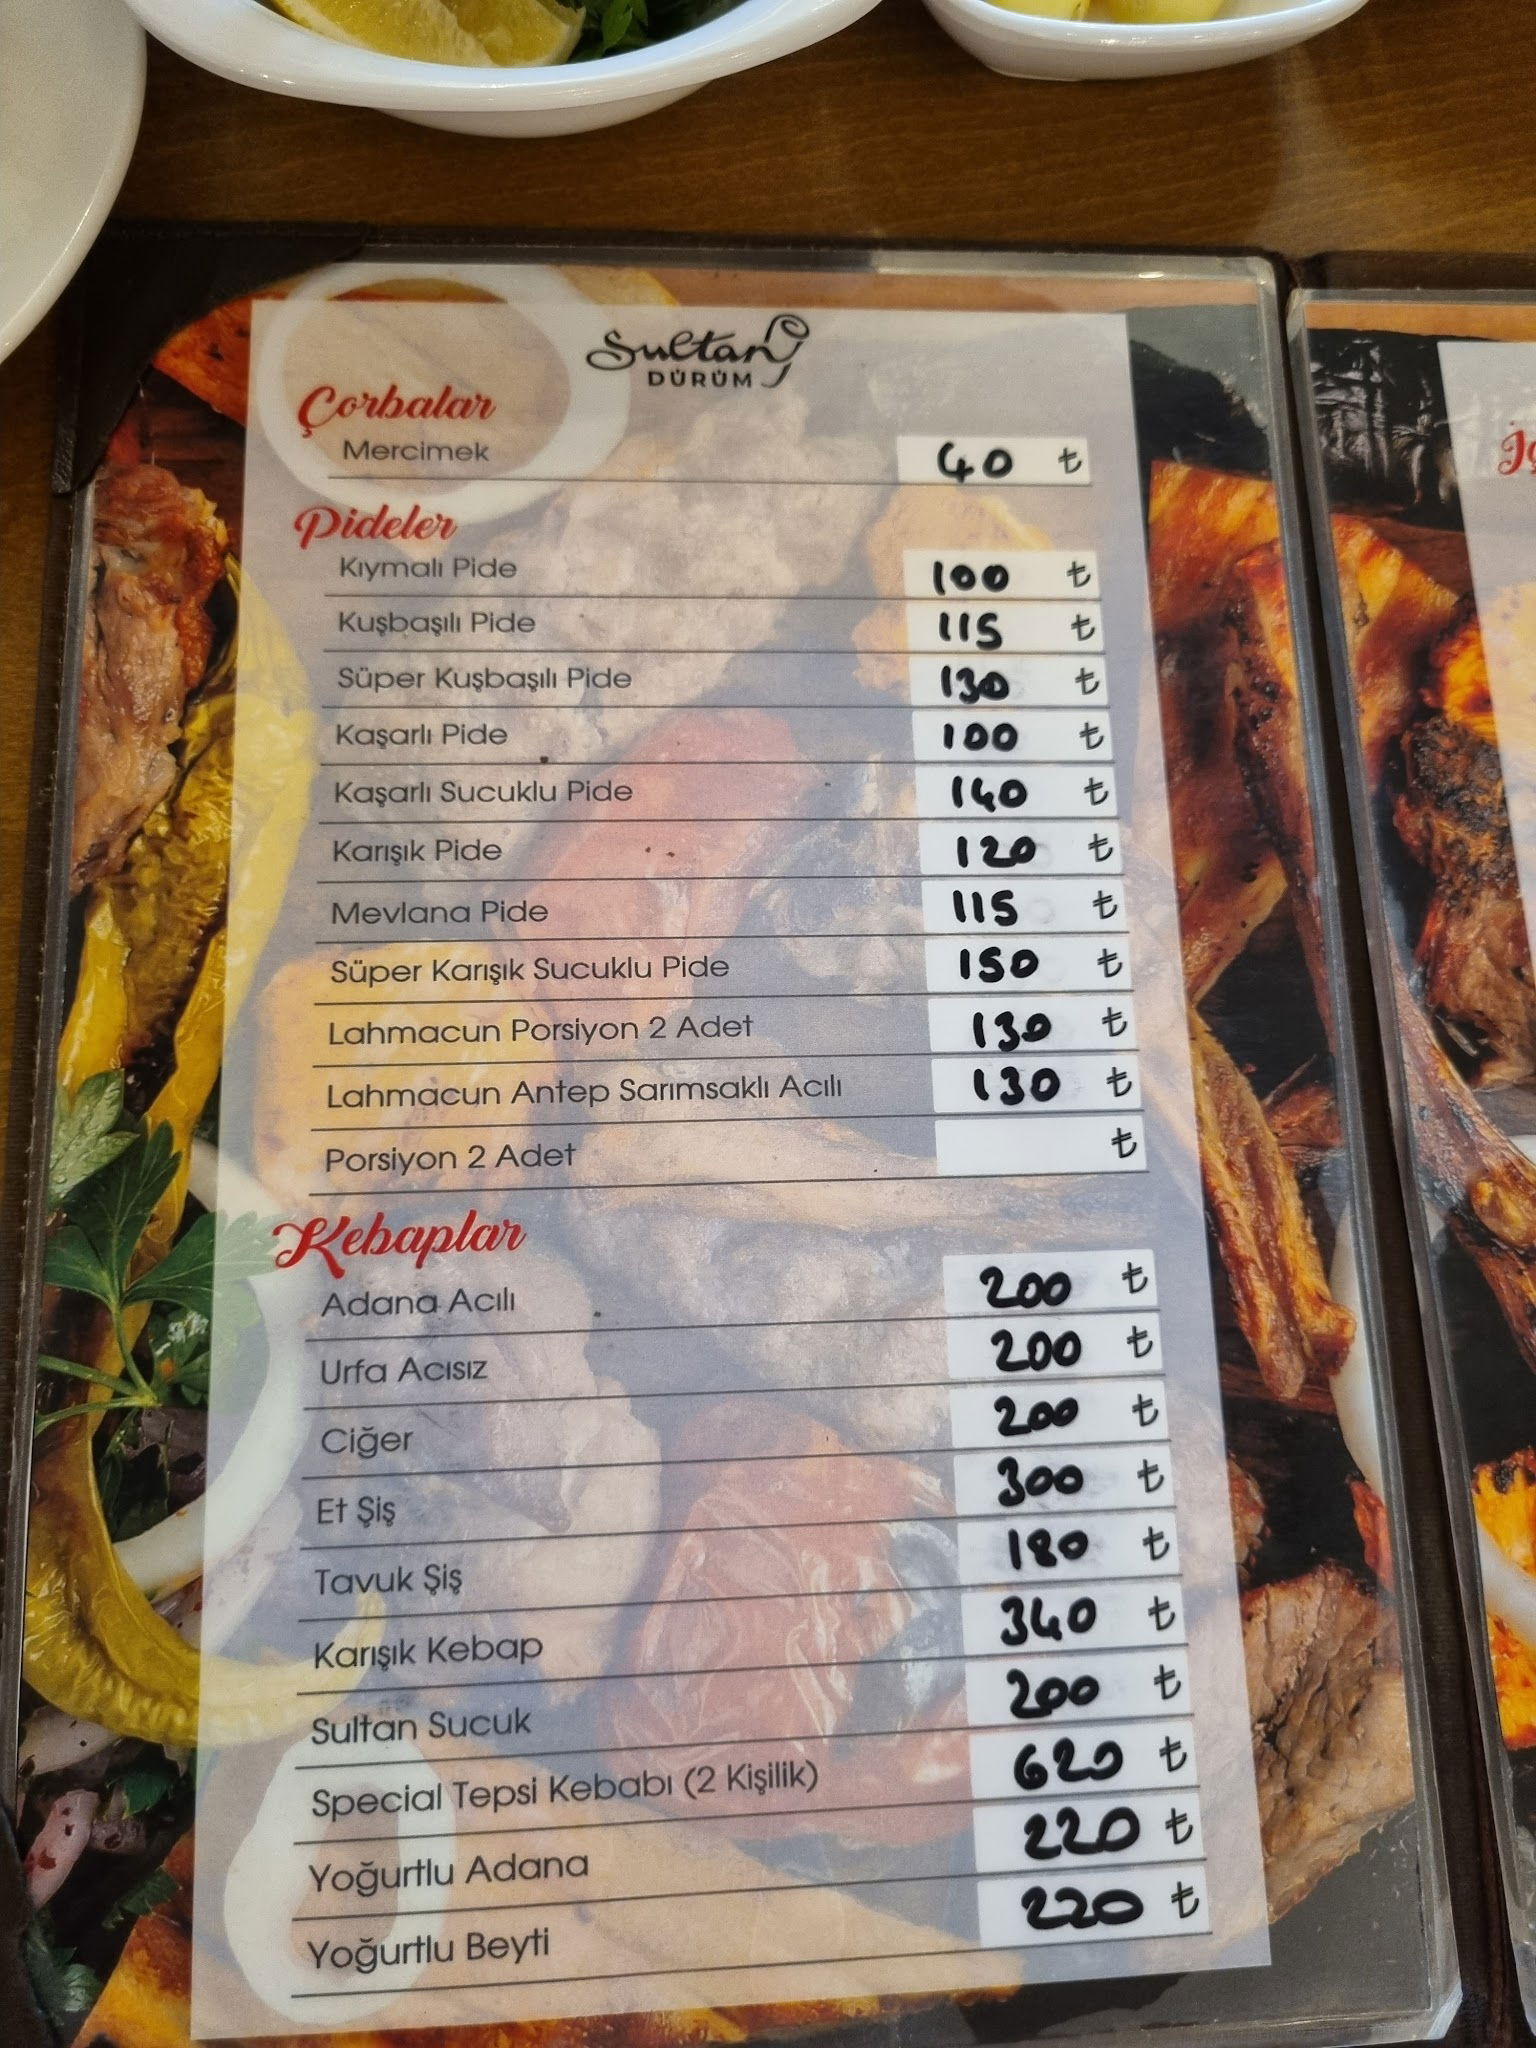 Sultan
DÜRÜM
Çorbalar
Mercimek 40 ₺
Pideler
Kıymalı Pide 100 ₺
Kuşbaşılı Pide 115 ₺
Süper Kuşbaşılı Pide 130 ₺
Kaşarlı Pide 100 ₺
Kaşarlı Sucuklu Pide 140 ₺
Karışık Pide 120 ₺
Mevlana Pide 115 ₺
Süper Karışık Sucuklu Pide 150 ₺
Lahmacun Porsiyon 2 Adet 130 ₺
Lahmacun Antep Sarımsaklı Acılı 130 ₺
Porsiyon 2 Adet ₺
Kebaplar
Adana Acılı 200 ₺
Urfa Acısız 200 ₺
Ciğer 200 ₺
Et Şiş 300 ₺
Tavuk Şiş 180 ₺
Karışık Kebap 340 ₺
Sultan Sucuk 200 ₺
Special Tepsi Kebabı (2 Kişilik) 620 ₺
Yoğurtlu Adana 220 ₺
Yoğurtlu Beyti 220 ₺